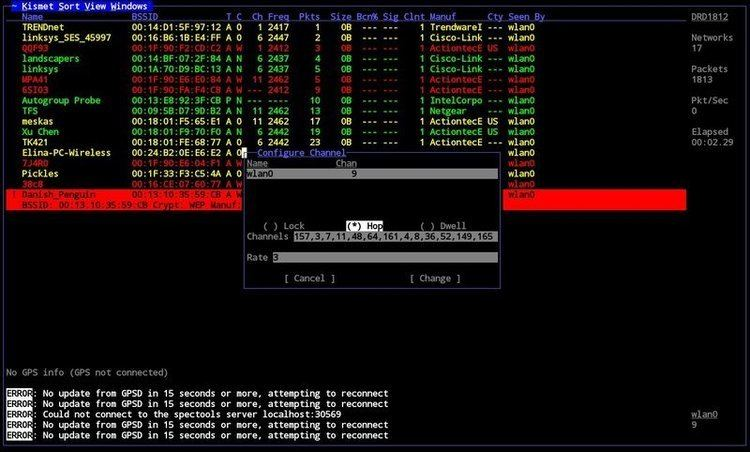 ~ Kismet Sort View Windows
Name BSSID T C Ch Freq Pkts Size Bcn% Sig Clnt Manuf Cty Seen By
DRD1812
TRENDnet 00:14:D1:5F:97:12 A O 1 2417 1 0B --- --- 1 TrendwareI --- wlan0
linksys_SES_45997 00:16:B6:1B:E4:FF A O 6 2447 2 0B --- --- 1 Cisco-Link --- wlan0
Networks
QQF93 00:1F:90:F2:CD:C2 A W 1 2412 3 0B --- --- 1 ActiontecE US wlan0
17
landscapers 00:14:BF:07:2F:84 A N 6 2437 4 0B --- --- 1 Cisco-Link --- wlan0
linksys 00:1A:70:D9:BC:13 A N 6 2437 5 0B --- --- 1 Cisco-Link --- wlan0
Packets
MPA41 00:1F:90:E6:E0:84 A W 11 2462 5 0B --- --- 1 ActiontecE --- wlan0
1813
6SI03 00:1F:90:FA:F4:CB A W --- 2412 9 0B --- --- 1 ActiontecE --- wlan0
Autogroup Probe 00:13:E8:92:3F:CB P N --- --- 10 0B --- --- 1 IntelCorpo --- wlan0
Pkt/Sec
TFS 00:09:5B:D7:9D:B2 A N 11 2462 13 0B --- --- 1 Netgear --- wlan0
0
meskas 00:18:01:F5:65:E1 A O 11 2462 17 0B --- --- 1 ActiontecE US wlan0
Xu Chen 00:18:01:F9:70:F0 A N 6 2442 19 0B --- --- 1 ActiontecE US wlan0
Elapsed
TK421 00:18:01:FE:68:77 A O 6 2442 23 0B --- --- 1 ActiontecE --- wlan0
00:02.29
Elina-PC-Wireless 00:24:B2:0E:E6:E2 A O wlan0
Configure Channel
7J4R0 00:1F:90:E6:04:F1 A W wlan0
Name Chan
Pickles 00:1F:33:F3:C5:4A A O wlan0
wlan0 9
38c8 00:16:CE:07:60:77 A W wlan0
! Danish_Penguin 00:13:10:35:59:CB A W wlan0
BSSID: 00:13:10:35:59:CB Crypt: WEP Manuf
( ) Lock (*) Hop ( ) Dwell
Channels 157,3,7,11,48,64,161,4,8,36,52,149,165
Rate 3
[ Cancel ] [ Change ]
No GPS info (GPS not connected)
ERROR: No update from GPSD in 15 seconds or more, attempting to reconnect
ERROR: No update from GPSD in 15 seconds or more, attempting to reconnect
ERROR: Could not connect to the spectools server localhost:30569
wlan0
ERROR: No update from GPSD in 15 seconds or more, attempting to reconnect
9
ERROR: No update from GPSD in 15 seconds or more, attempting to reconnect